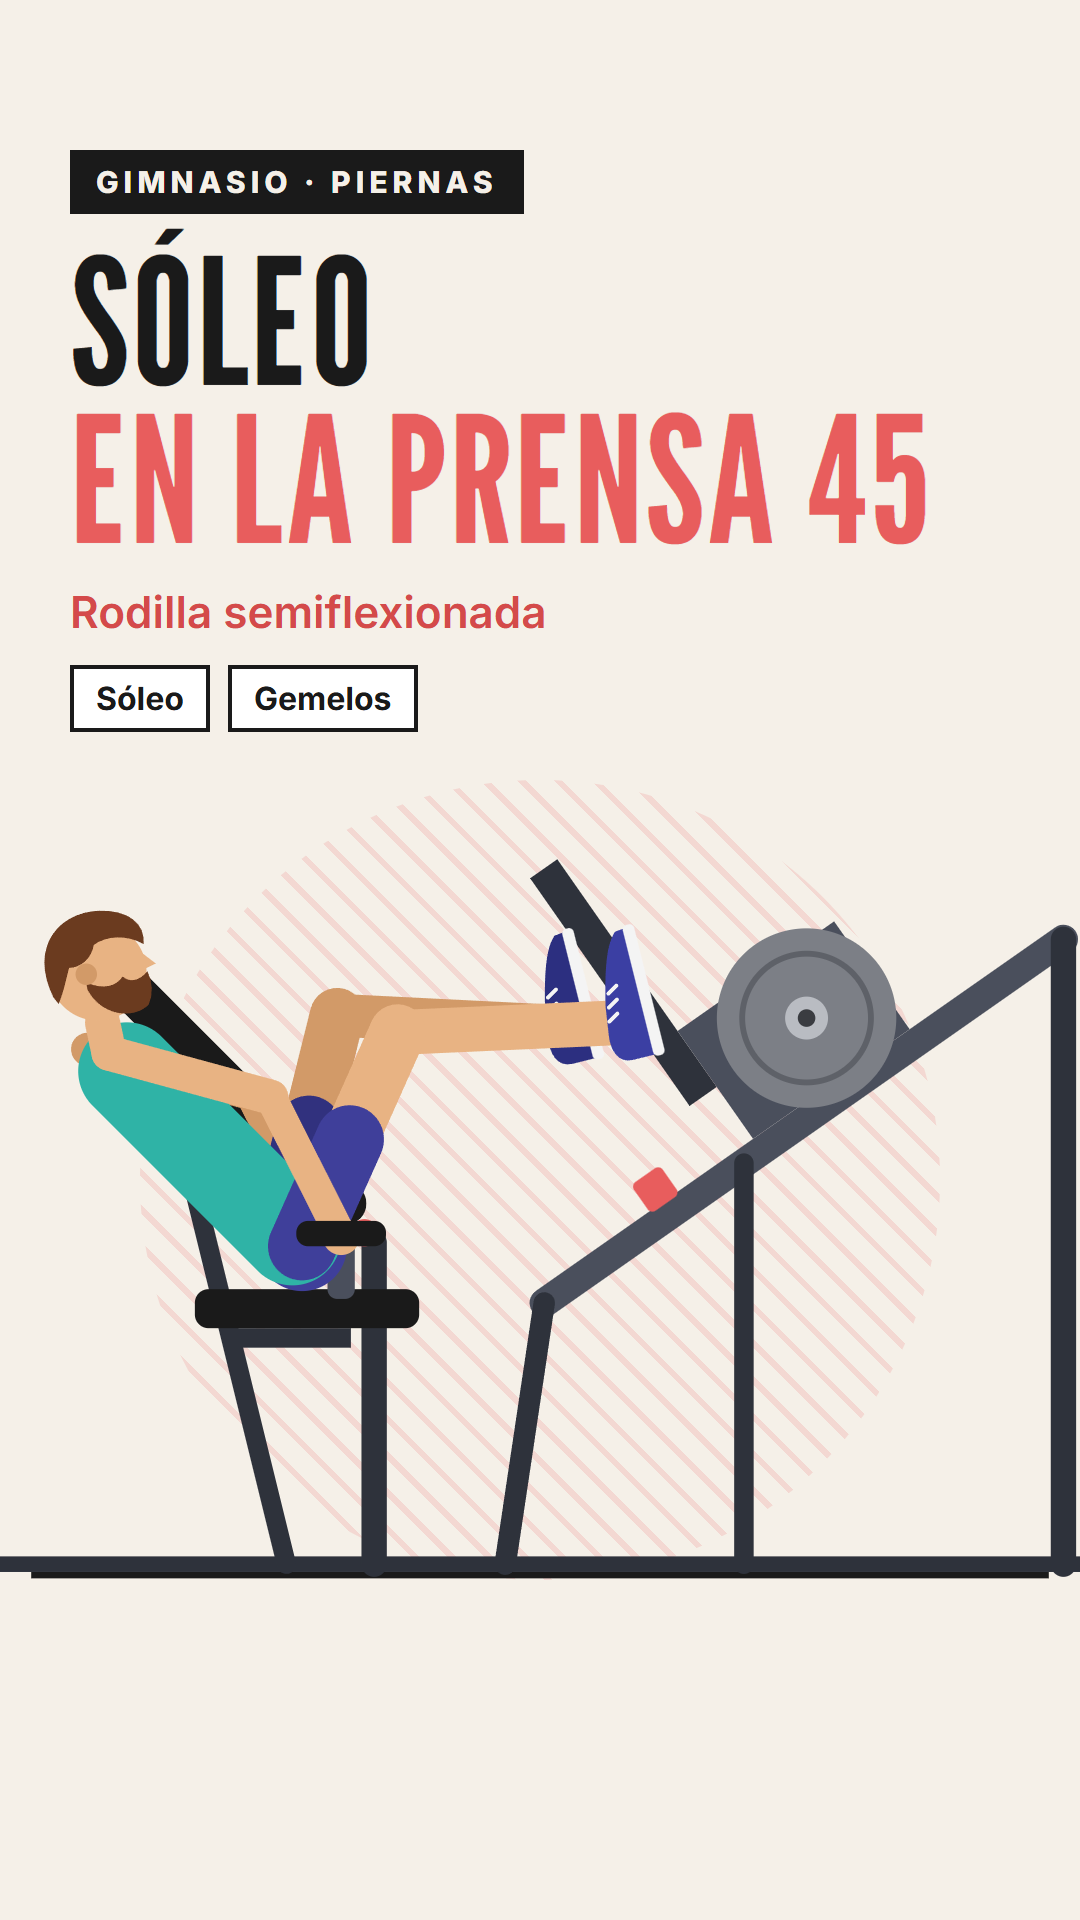 GIMNASIO · PIERNAS
SÓLEO
EN LA PRENSA 45
Rodilla semiflexionada
Sóleo
Gemelos